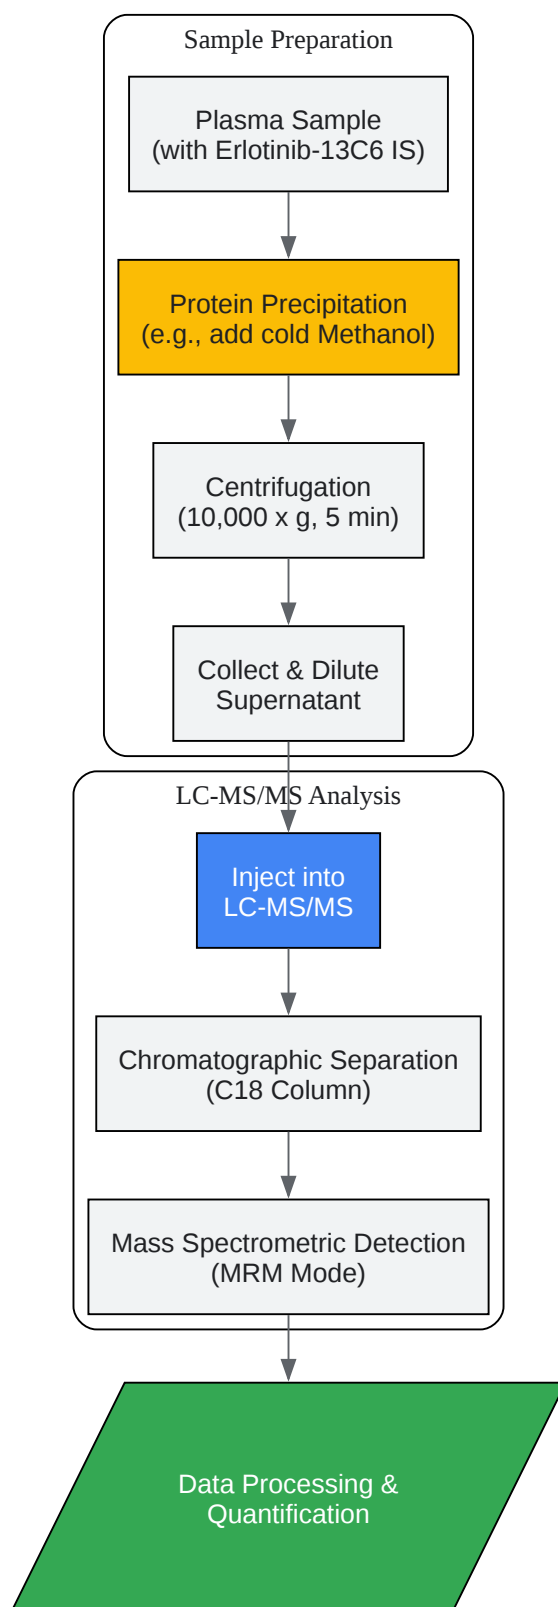 Sample Preparation
Plasma Sample
(with Erlotinib-13C6 IS)
Protein Precipitation
(e.g., add cold Methanol)
Centrifugation
(10,000 x g, 5 min)
Collect & Dilute
Supernatant
LC-MS/MS Analysis
Inject into
LC-MS/MS
Chromatographic Separation
(C18 Column)
Mass Spectrometric Detection
(MRM Mode)
Data Processing &
Quantification